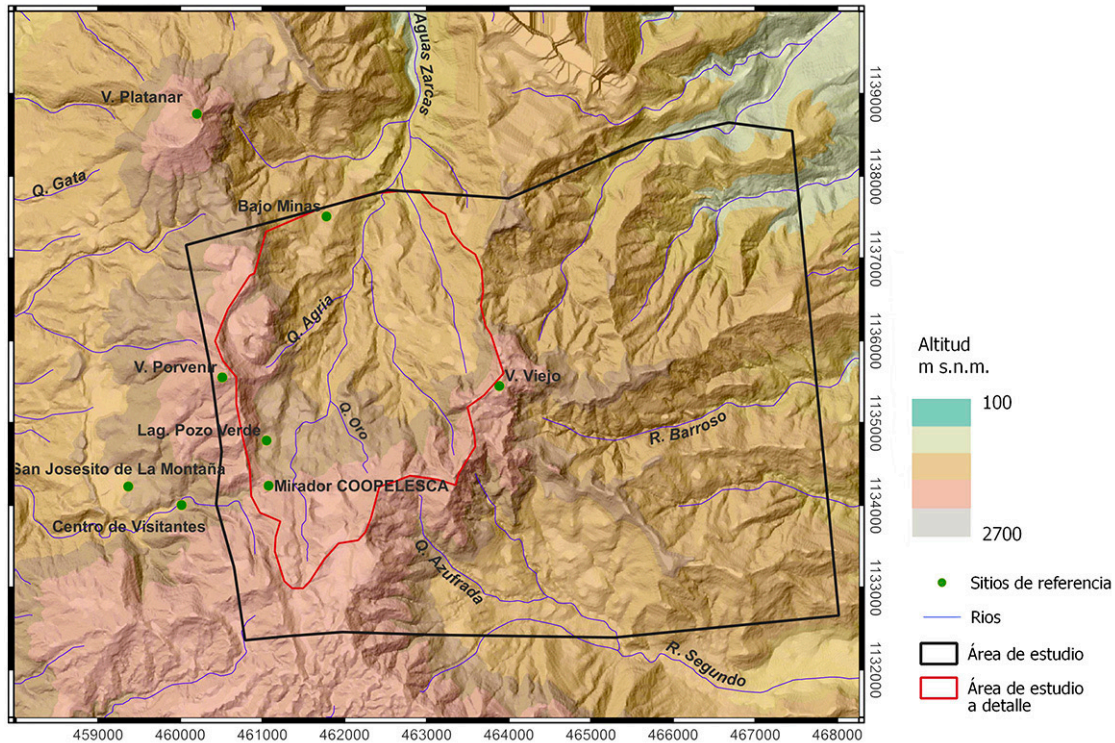 Aguas Zarcas
V. Platanar
Q. Gata
Bajo Minas
Q. Agria
V. Porvenir
V. Viejo
Lag. Pozo Verde
Q. Oro
R. Barroso
San Josesito de La Montaña
Mirador COOPELESCA
Centro de Visitantes
Q. Azufrada
R. Segundo
1139000
1138000
1137000
1136000
1135000
1134000
1133000
1132000
459000 460000 461000 462000 463000 464000 465000 466000 467000 468000
Altitud
m s.n.m.
100
2700
Sitios de referencia
Rios
Área de estudio
Área de estudio
a detalle